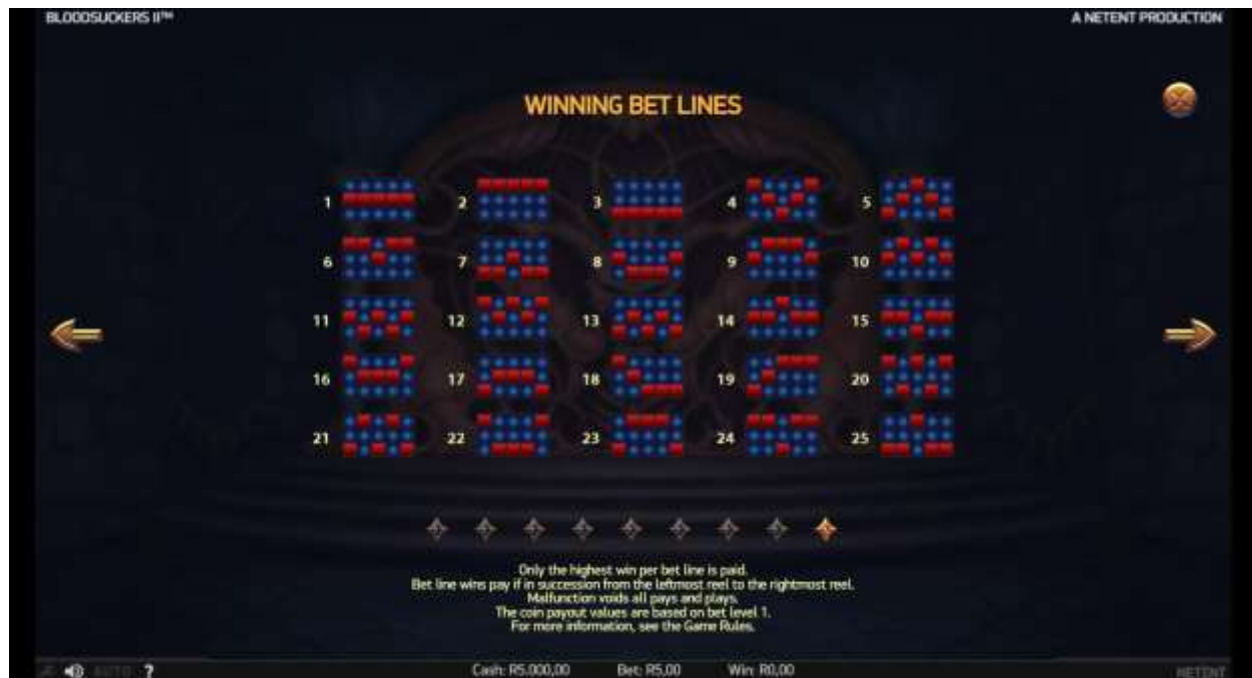 BLOODSUCKERS II™
A NETENT PRODUCTION
WINNING BET LINES
1 2 3 4 5
6 7 8 9 10
11 12 13 14 15
16 17 18 19 20
21 22 23 24 25
Only the highest win per bet line is paid.
Bet line wins pay if in succession from the leftmost reel to the rightmost reel.
Malfunction voids all pays and plays.
The coin payout values are based on bet level 1.
For more information, see the Game Rules.
AUTO ? Cash: R5.000,00 Bet: R5,00 Win: R0,00 NETENT